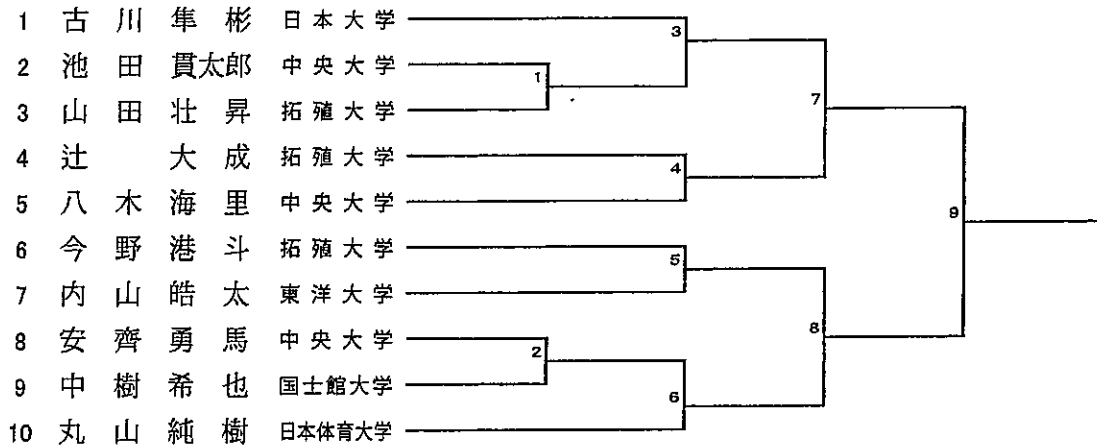 1 古川隼彬 日本大学
2 池田貫太郎 中央大学
3 山田壮昇 拓殖大学
4 辻大成 拓殖大学
5 八木海里 中央大学
6 今野港斗 拓殖大学
7 内山皓太 東洋大学
8 安齊勇馬 中央大学
9 中樹希也 国士館大学
10 丸山純樹 日本体育大学
3
1
7
4
9
5
8
2
6